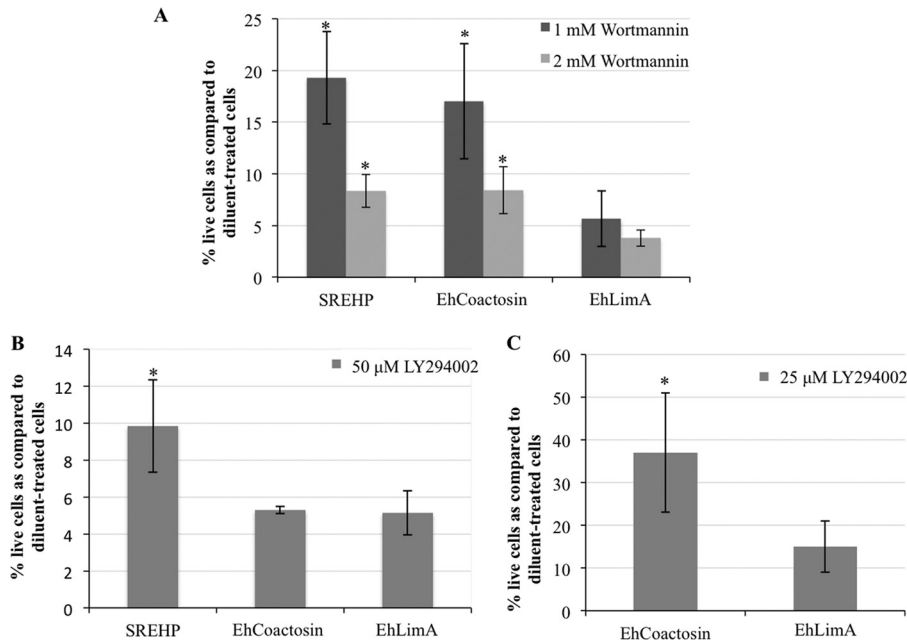 A
% live cells as compared to
diluent-treated cells
25
20
15
10
5
0
*
*
*
*
1 mM Wortmannin
2 mM Wortmannin
SREHP
EhCoactosin
EhLimA
B
% live cells as compared to
diluent-treated cells
14
12
10
8
6
4
2
0
*
50 μM LY294002
SREHP
EhCoactosin
EhLimA
C
% live cells as compared to
diluent-treated cells
60
50
40
30
20
10
0
*
25 μM LY294002
EhCoactosin
EhLimA